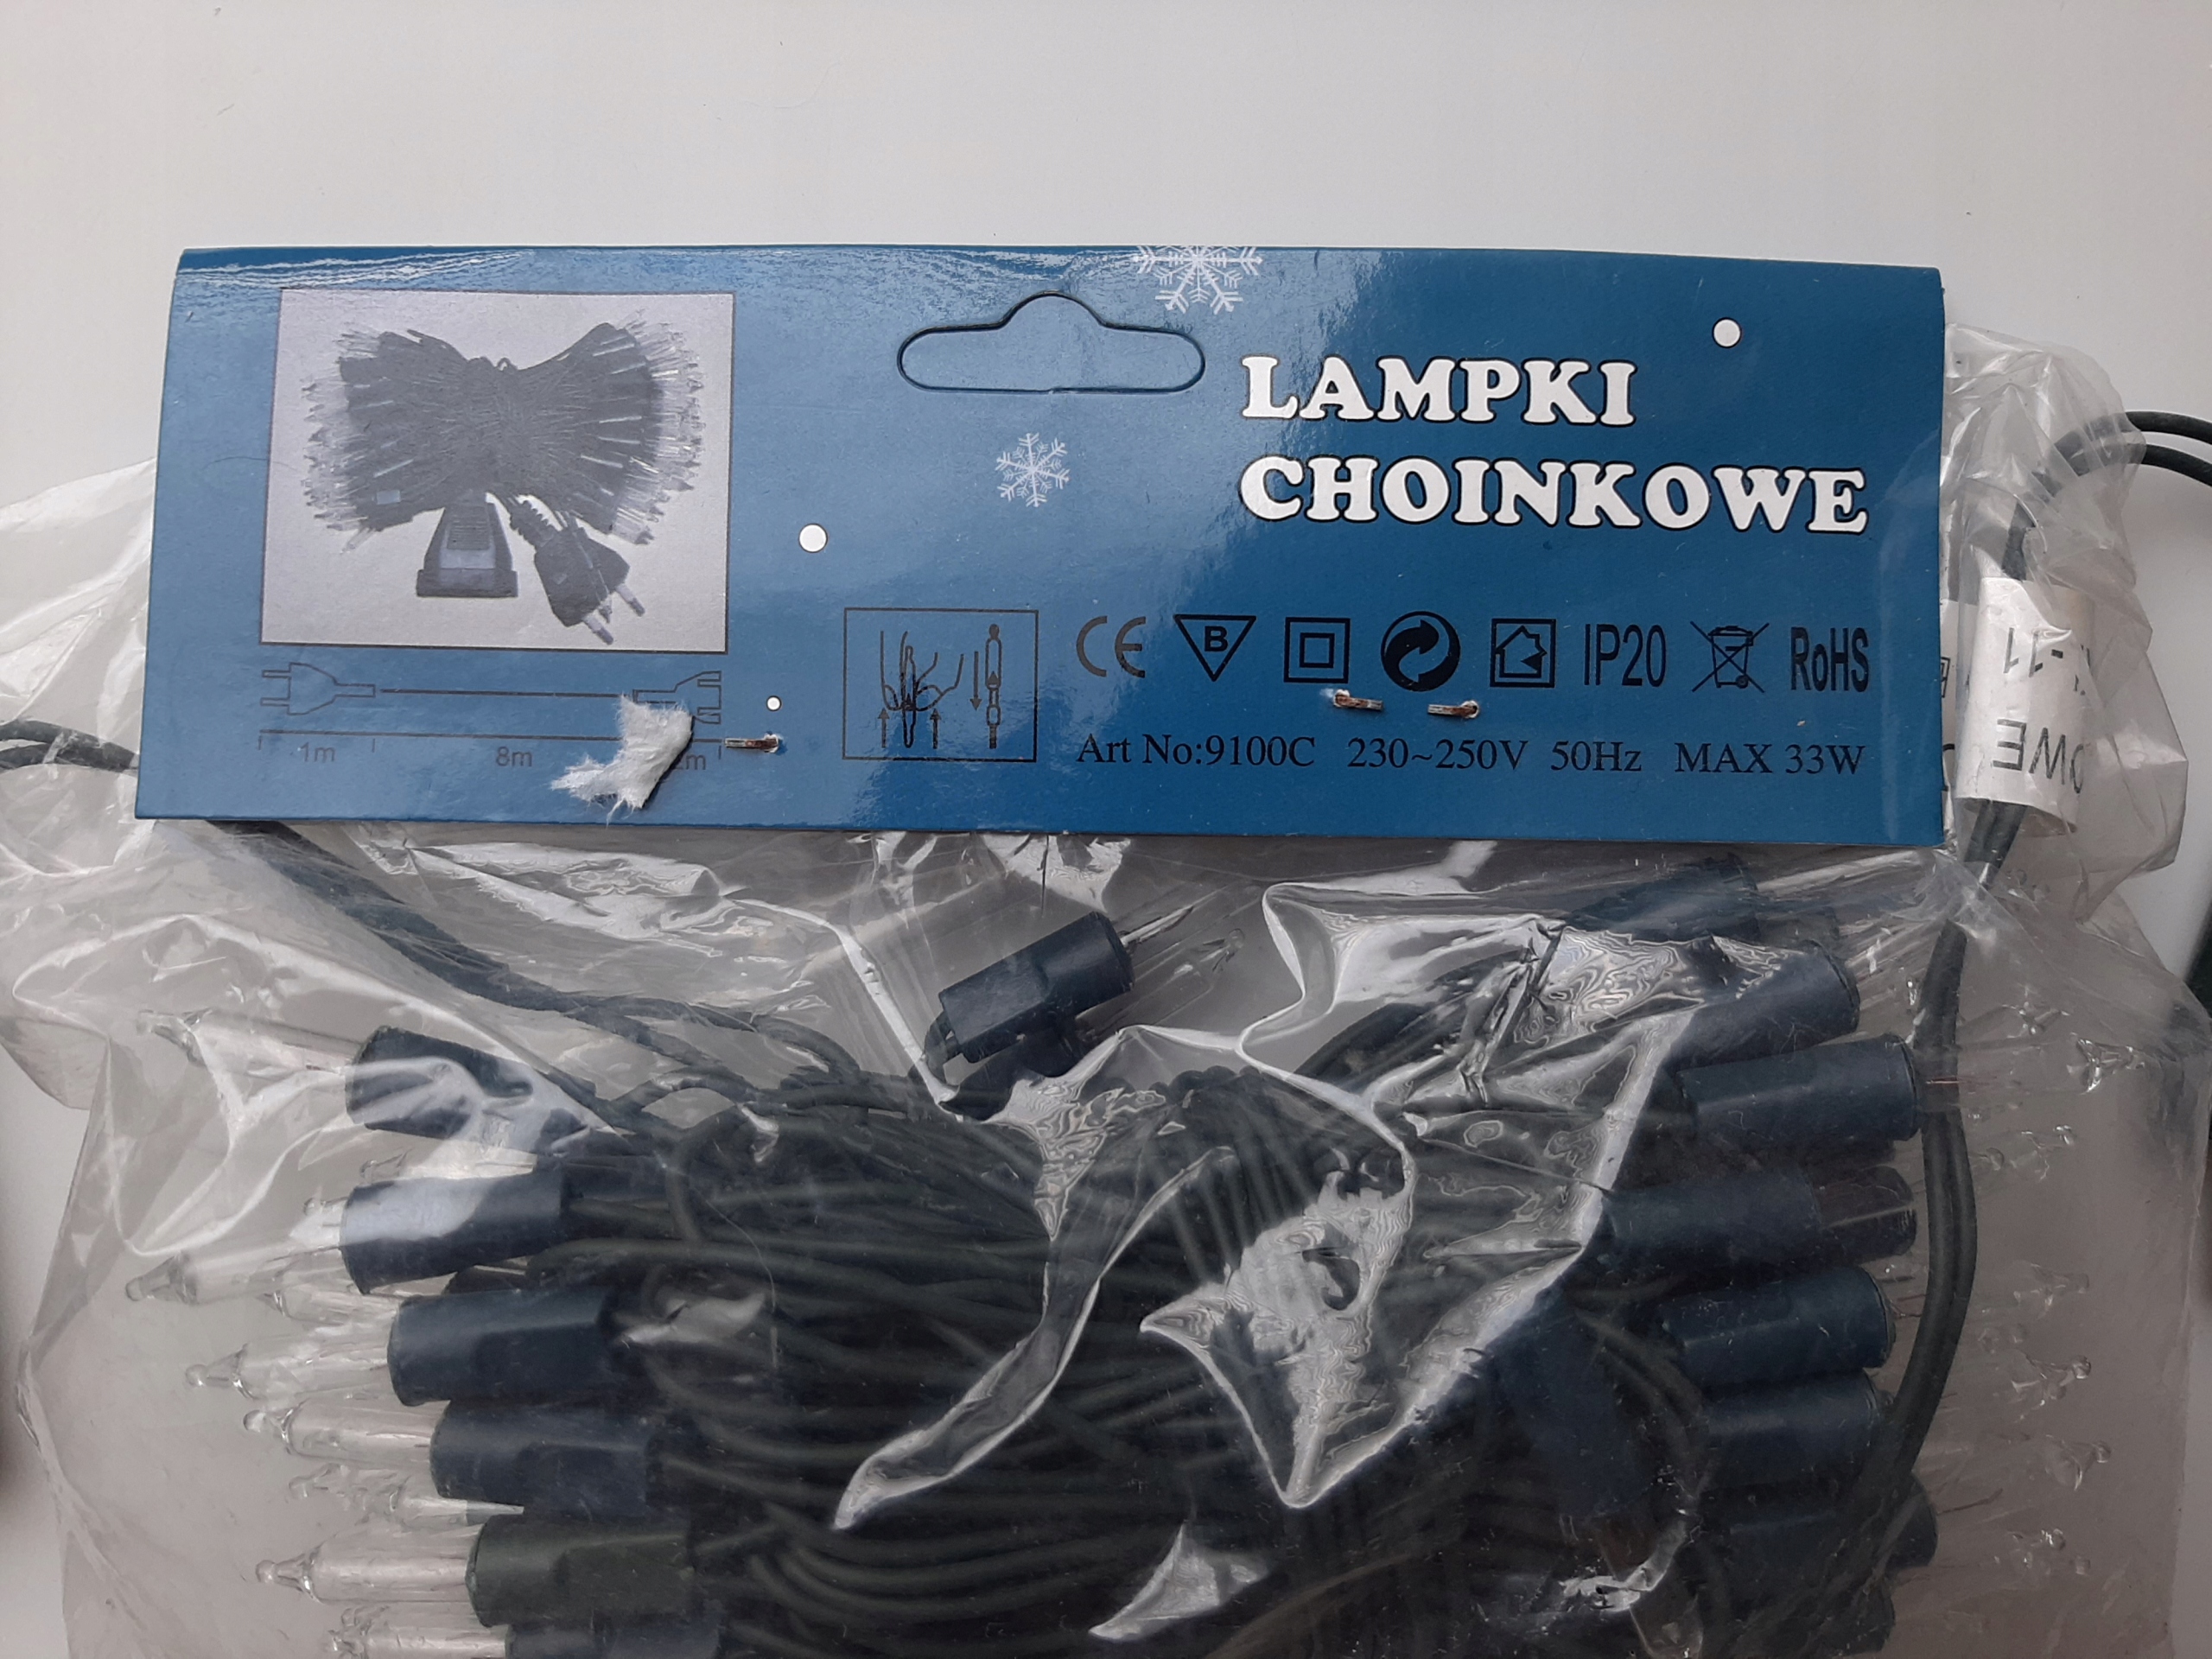 LAMPKI
CHOINKOWE
CE B IP20 RoHS
1m 8m
Art No:9100C 230~250V 50Hz MAX 33W